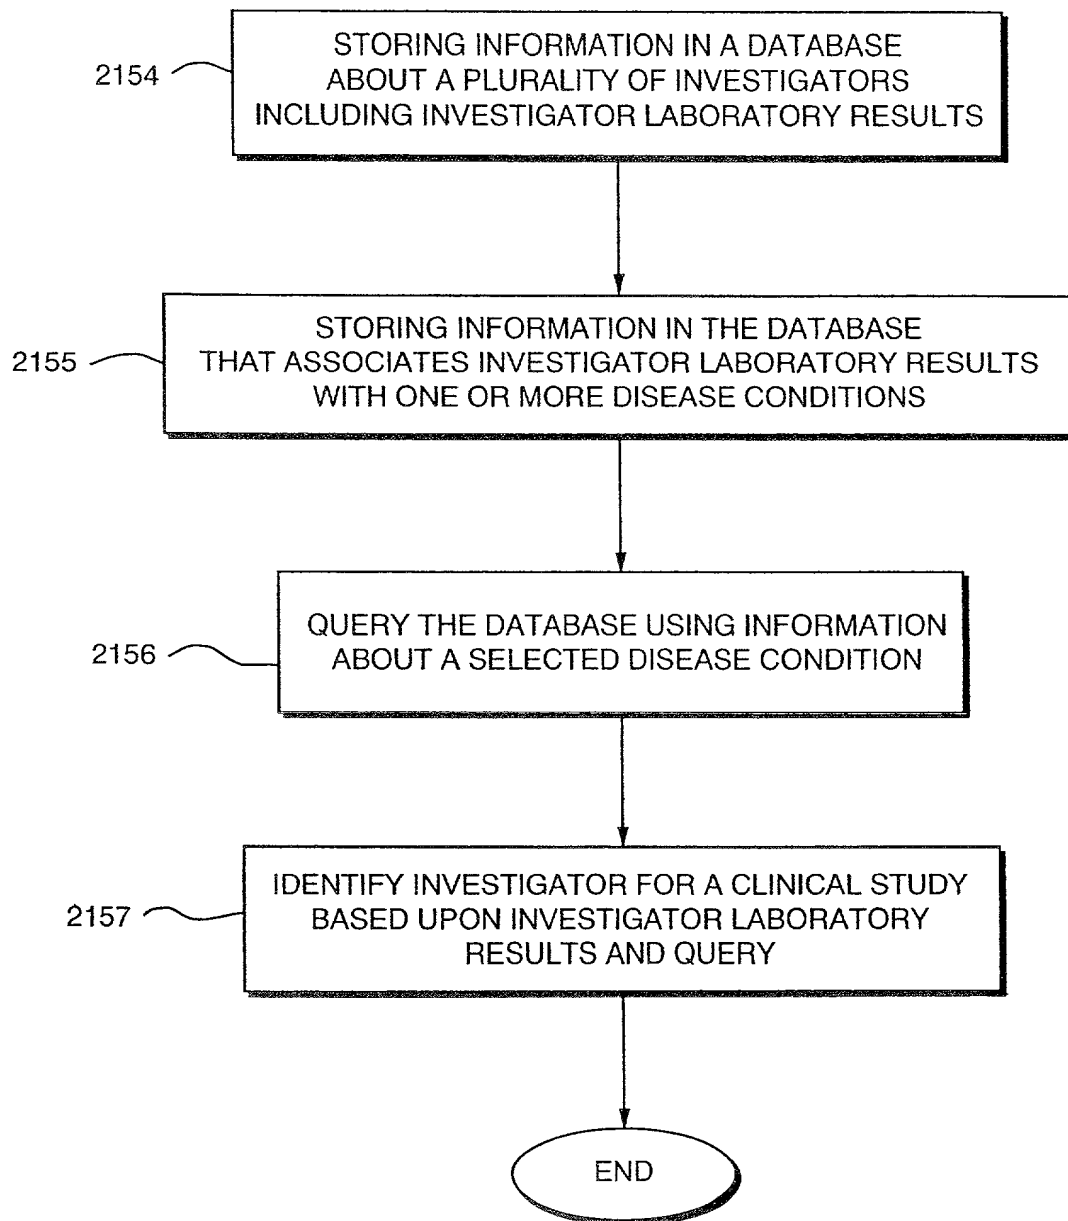 2154
STORING INFORMATION IN A DATABASE
ABOUT A PLURALITY OF INVESTIGATORS
INCLUDING INVESTIGATOR LABORATORY RESULTS
2155
STORING INFORMATION IN THE DATABASE
THAT ASSOCIATES INVESTIGATOR LABORATORY RESULTS
WITH ONE OR MORE DISEASE CONDITIONS
2156
QUERY THE DATABASE USING INFORMATION
ABOUT A SELECTED DISEASE CONDITION
2157
IDENTIFY INVESTIGATOR FOR A CLINICAL STUDY
BASED UPON INVESTIGATOR LABORATORY
RESULTS AND QUERY
END